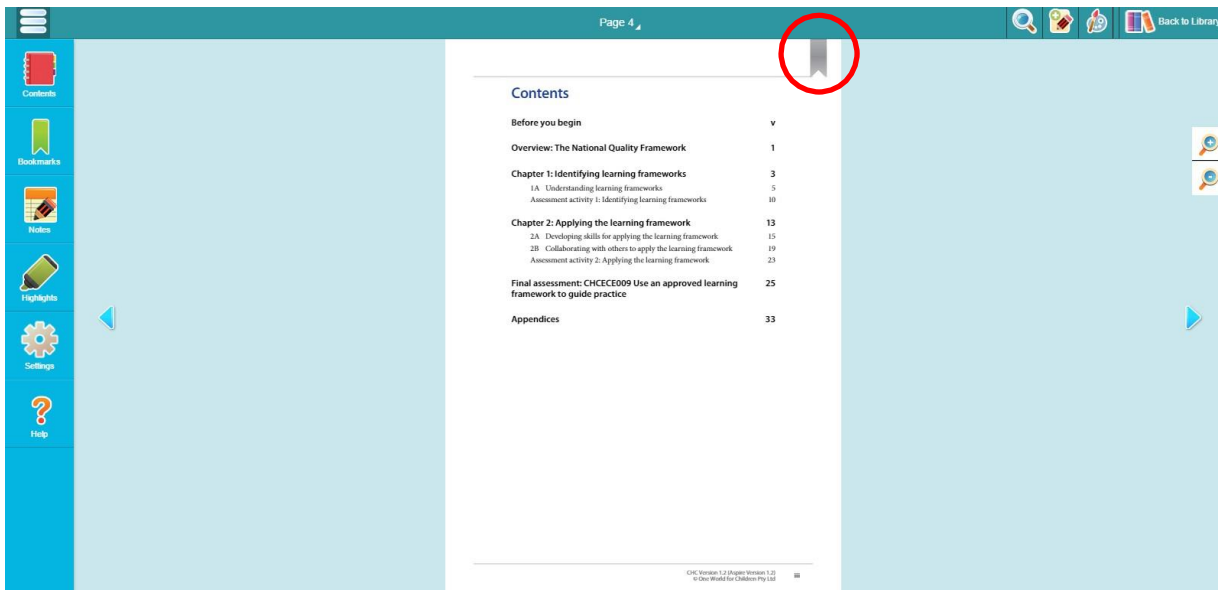 Page 4
Back to Library
Contents
Bookmarks
Notes
Highlights
Settings
Help
Contents
Before you begin v
Overview: The National Quality Framework 1
Chapter 1: Identifying learning frameworks 3
1A Understanding learning frameworks 5
Assessment activity 1: Identifying learning frameworks 10
Chapter 2: Applying the learning framework 13
2A Developing skills for applying the learning framework 15
2B Collaborating with others to apply the learning framework 19
Assessment activity 2: Applying the learning framework 23
Final assessment: CHCECE009 Use an approved learning 25
framework to guide practice
Appendices 33
CHC Version 1.2 (Aspire Version 1.2)
© One World for Children Pty Ltd
iii